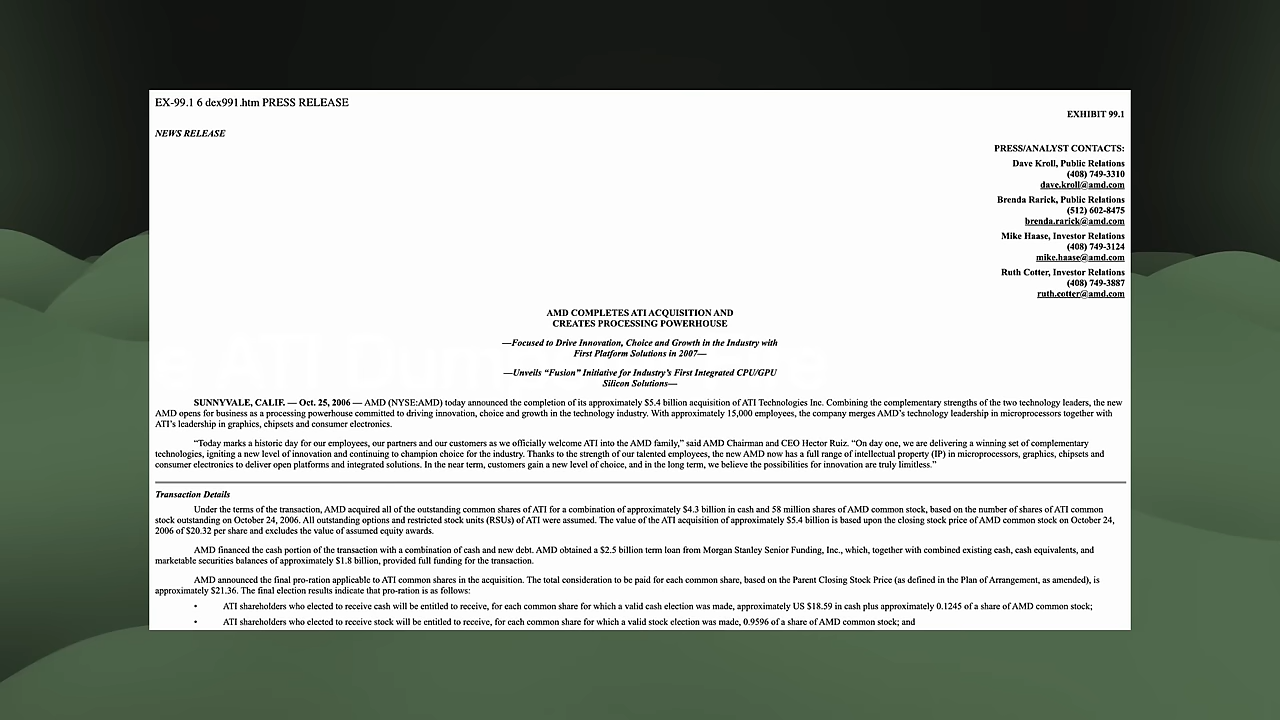 EX-99.1 6 dex991.htm PRESS RELEASE
EXHIBIT 99.1
NEWS RELEASE
PRESS/ANALYST CONTACTS:
Dave Kroll, Public Relations
(408) 749-3310
dave.kroll@amd.com
Brenda Rarick, Public Relations
(512) 602-8475
brenda.rarick@amd.com
Mike Haase, Investor Relations
(408) 749-3124
mike.haase@amd.com
Ruth Cotter, Investor Relations
(408) 749-3887
ruth.cotter@amd.com
AMD COMPLETES ATI ACQUISITION AND
CREATES PROCESSING POWERHOUSE
—Focused to Drive Innovation, Choice and Growth in the Industry with
First Platform Solutions in 2007—
—Unveils “Fusion” Initiative for Industry’s First Integrated CPU/GPU
Silicon Solutions—
SUNNYVALE, CALIF. — Oct. 25, 2006 — AMD (NYSE:AMD) today announced the completion of its approximately $5.4 billion acquisition of ATI Technologies Inc. Combining the complementary strengths of the two technology leaders, the new
AMD opens for business as a processing powerhouse committed to driving innovation, choice and growth in the technology industry. With approximately 15,000 employees, the company merges AMD’s technology leadership in microprocessors together with
ATI’s leadership in graphics, chipsets and consumer electronics.
“Today marks a historic day for our employees, our partners and our customers as we officially welcome ATI into the AMD family,” said AMD Chairman and CEO Hector Ruiz. “On day one, we are delivering a winning set of complementary
technologies, igniting a new level of innovation and continuing to champion choice for the industry. Thanks to the strength of our talented employees, the new AMD now has a full range of intellectual property (IP) in microprocessors, graphics, chipsets and
consumer electronics to deliver open platforms and integrated solutions. In the near term, customers gain a new level of choice, and in the long term, we believe the possibilities for innovation are truly limitless.”
Transaction Details
Under the terms of the transaction, AMD acquired all of the outstanding common shares of ATI for a combination of approximately $4.3 billion in cash and 58 million shares of AMD common stock, based on the number of shares of ATI common
stock outstanding on October 24, 2006. All outstanding options and restricted stock units (RSUs) of ATI were assumed. The value of the ATI acquisition of approximately $5.4 billion is based upon the closing stock price of AMD common stock on October 24,
2006 of $20.32 per share and excludes the value of assumed equity awards.
AMD financed the cash portion of the transaction with a combination of cash and new debt. AMD obtained a $2.5 billion term loan from Morgan Stanley Senior Funding, Inc., which, together with combined existing cash, cash equivalents, and
marketable securities balances of approximately $1.8 billion, provided full funding for the transaction.
AMD announced the final pro-ration applicable to ATI common shares in the acquisition. The total consideration to be paid for each common share, based on the Parent Closing Stock Price (as defined in the Plan of Arrangement, as amended), is
approximately $21.36. The final election results indicate that pro-ration is as follows:
• ATI shareholders who elected to receive cash will be entitled to receive, for each common share for which a valid cash election was made, approximately US $18.59 in cash plus approximately 0.1245 of a share of AMD common stock;
• ATI shareholders who elected to receive stock will be entitled to receive, for each common share for which a valid stock election was made, 0.9596 of a share of AMD common stock; and